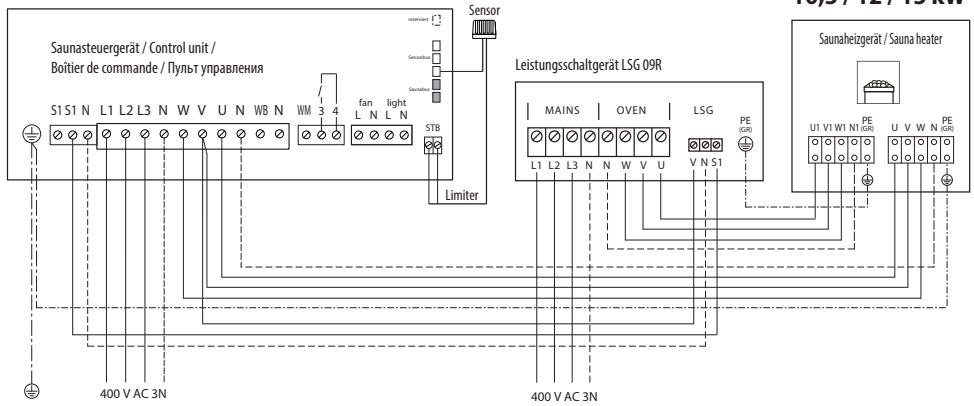 10,5 / 12 / 15 kW
reserviert
Sensor
Saunasteuergerät / Control unit /
Boîtier de commande / Пульт управления
Sensorbus
Saunabus
Saunaheizgerät / Sauna heater
Leistungsschaltgerät LSG 09R
MAINS OVEN LSG
S1 S1 N L1 L2 L3 N W V U N WB N WM 3 4
fan light
L N L N
STB
PE
(GR)
L1 L2 L3 N N W V U V N S1
U1 V1 W1 N1 PE
(GR)
U V W N PE
(GR)
Limiter
400 V AC 3N
400 V AC 3N